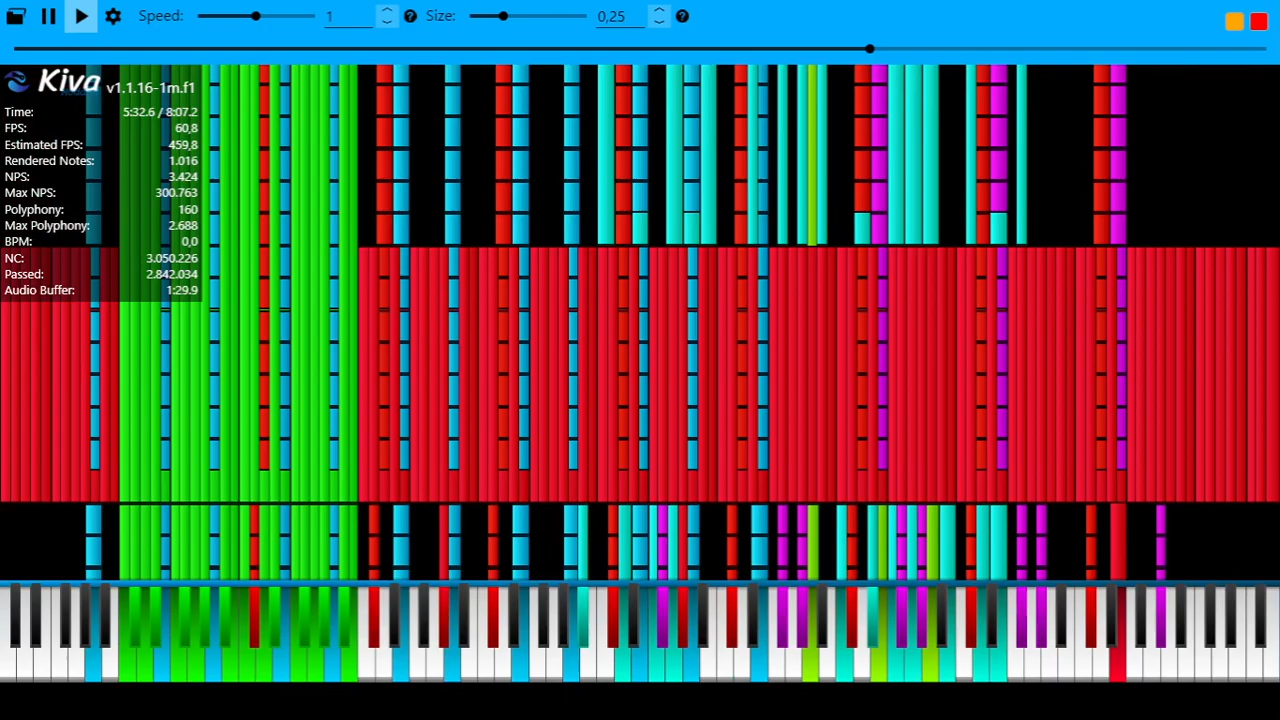 Speed: 1 ? Size: 0,25 ?
Kiva v1.1.16-1m.f1
Time: 5:32.6 / 8:07.2
FPS: 60,8
Estimated FPS: 459,8
Rendered Notes: 1.016
NPS: 3.424
Max NPS: 300.763
Polyphony: 160
Max Polyphony: 2.688
BPM: 0,0
NC: 3.050.226
Passed: 2.842.034
Audio Buffer: 1:29.9